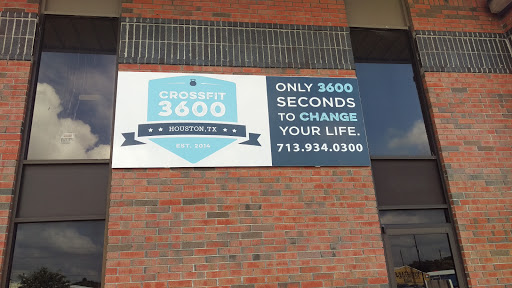 CROSSFIT
3600
HOUSTON, TX
EST. 2014
ONLY 3600
SECONDS
TO CHANGE
YOUR LIFE.
713.934.0300